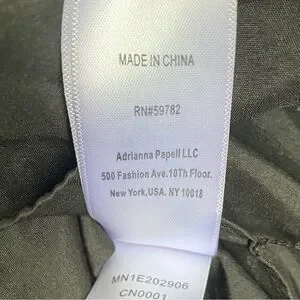 MADE IN CHINA
RN#59782
Adrianna Papell LLC
500 Fashion Ave.10Th Floor.
New York,USA. NY 10018
MN1E202906
CN0001